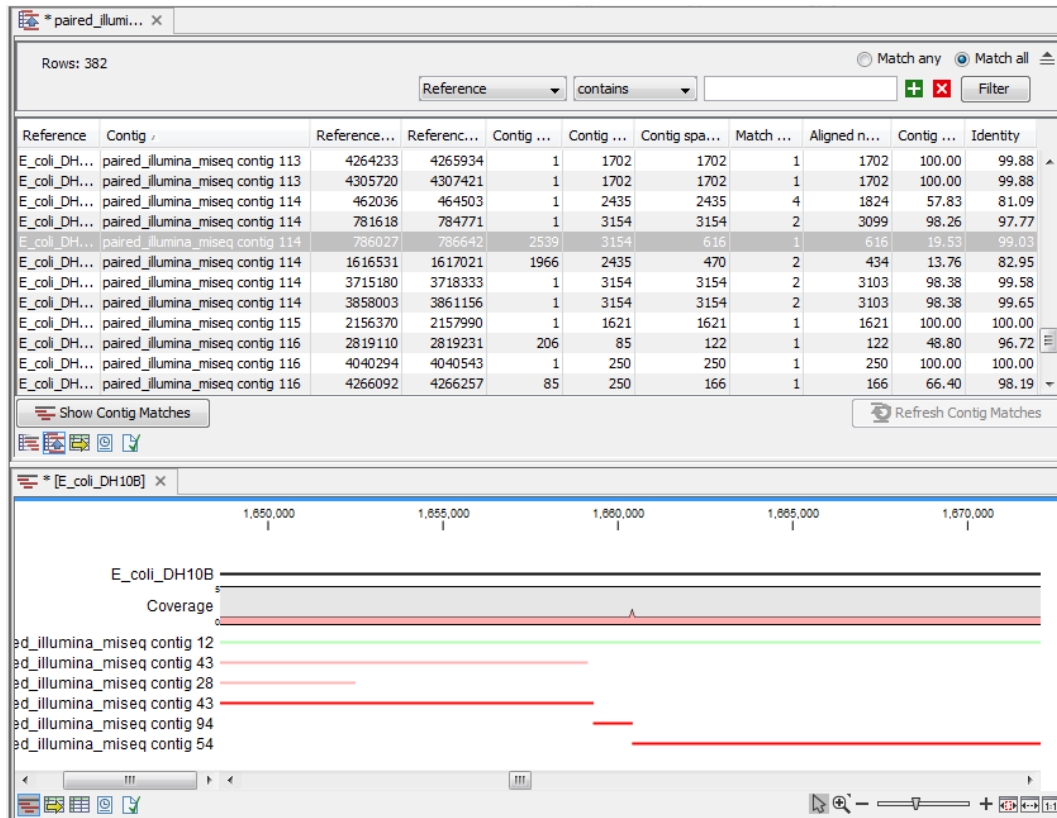 * paired_illumi...
Rows: 382
Match any Match all
Reference contains Filter
Reference Contig Reference... Referenc... Contig ... Contig ... Contig spa... Match ... Aligned n... Contig ... Identity
E_coli_DH... paired_illumina_miseq contig 113 4264233 4265934 1 1702 1702 1 1702 100.00 99.88
E_coli_DH... paired_illumina_miseq contig 113 4305720 4307421 1 1702 1702 1 1702 100.00 99.88
E_coli_DH... paired_illumina_miseq contig 114 462036 464503 1 2435 2435 4 1824 57.83 81.09
E_coli_DH... paired_illumina_miseq contig 114 781618 784771 1 3154 3154 2 3099 98.26 97.77
E_coli_DH... paired_illumina_miseq contig 114 786027 786642 2539 3154 616 1 616 19.53 99.03
E_coli_DH... paired_illumina_miseq contig 114 1616531 1617021 1966 2435 470 2 434 13.76 82.95
E_coli_DH... paired_illumina_miseq contig 114 3715180 3718333 1 3154 3154 2 3103 98.38 99.58
E_coli_DH... paired_illumina_miseq contig 114 3858003 3861156 1 3154 3154 2 3103 98.38 99.65
E_coli_DH... paired_illumina_miseq contig 115 2156370 2157990 1 1621 1621 1 1621 100.00 100.00
E_coli_DH... paired_illumina_miseq contig 116 2819110 2819231 206 85 122 1 122 48.80 96.72
E_coli_DH... paired_illumina_miseq contig 116 4040294 4040543 1 250 250 1 250 100.00 100.00
E_coli_DH... paired_illumina_miseq contig 116 4266092 4266257 85 250 166 1 166 66.40 98.19
Show Contig Matches Refresh Contig Matches
* [E_coli_DH10B]
1,650,000 1,655,000 1,660,000 1,665,000 1,670,000
E_coli_DH10B
5
Coverage
0
ed_illumina_miseq contig 12
ed_illumina_miseq contig 43
ed_illumina_miseq contig 28
ed_illumina_miseq contig 43
ed_illumina_miseq contig 94
ed_illumina_miseq contig 54
1:1